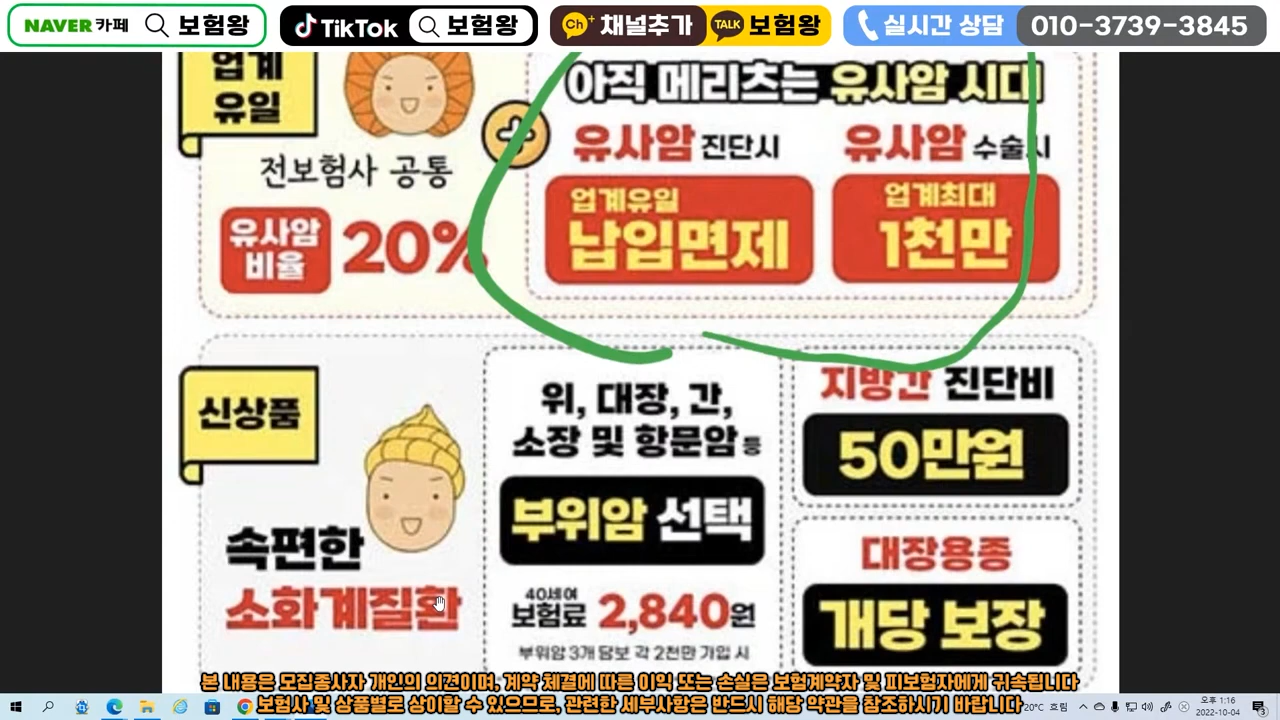 NAVER 카페 보험왕
TikTok 보험왕
Ch+ 채널추가 TALK 보험왕
실시간 상담 010-3739-3845
업계
유일
전보험사 공통
유사암
비율
20%
아직 메리츠는 유사암 시대
유사암 진단시
업계유일
납입면제
유사암 수술시
업계최대
1천만
신상품
속편한
소화계질환
위, 대장, 간,
소장 및 항문암 등
부위암 선택
40세여
보험료 2,840원
부위암 3개 담보 각 2천만 가입 시
지방간 진단비
50만원
대장용종
개당 보장
본 내용은 모집종사자 개인의 의견이며, 계약 체결에 따른 이익 또는 손실은 보험계약자 및 피보험자에게 귀속됩니다
보험사 및 상품별로 상이할 수 있으므로, 관련한 세부사항은 반드시 해당 약관을 참조하시기 바랍니다
20°C 흐림
오후 1:16
2022-10-04